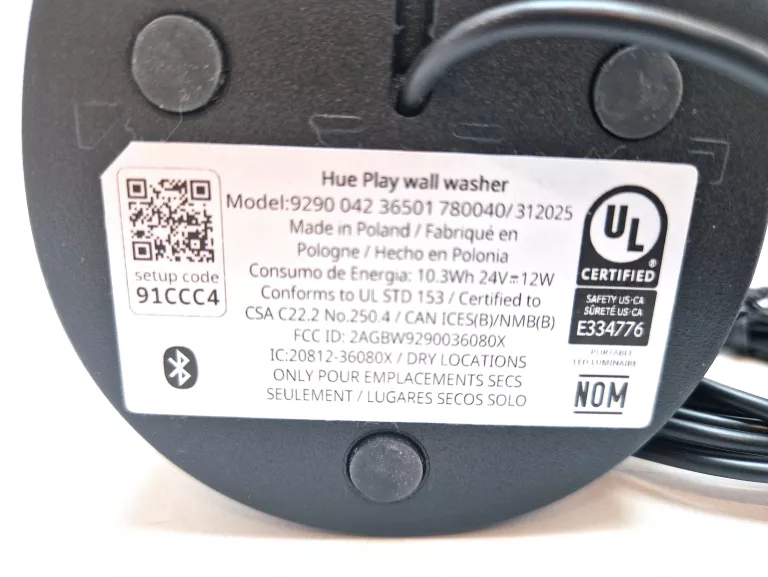 Hue Play wall washer
Model:9290 042 36501 780040/312025
Made in Poland / Fabriqué en
Pologne / Hecho en Polonia
Consumo de Energia: 10.3Wh 24V⎓12W
Conforms to UL STD 153 / Certified to
CSA C22.2 No.250.4 / CAN ICES(B)/NMB(B)
FCC ID: 2AGBW9290036080X
IC:20812-36080X / DRY LOCATIONS
ONLY POUR EMPLACEMENTS SECS
SEULEMENT / LUGARES SECOS SOLO
setup code
91CCC4
UL
®
CERTIFIED
SAFETY US-CA
SÛRETÉ US-CA
E334776
PORTABLE
LED LUMINAIRE
NOM